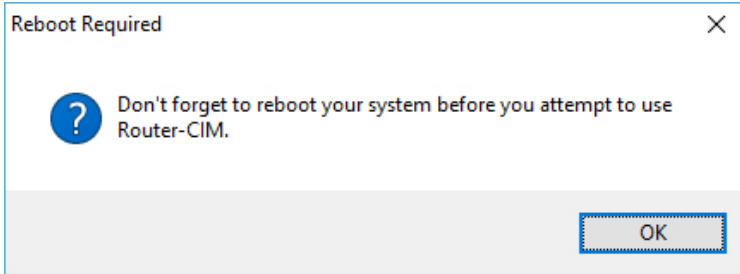 Reboot Required
?
Don't forget to reboot your system before you attempt to use
Router-CIM.
OK